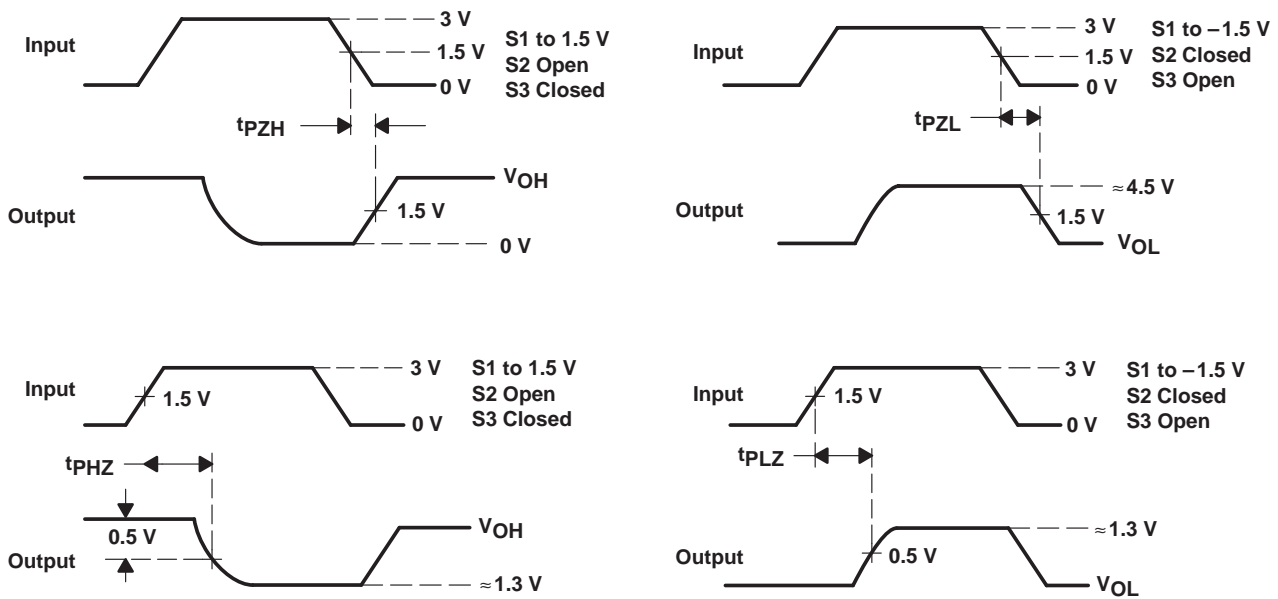 Input
3 V
1.5 V
0 V
S1 to 1.5 V
S2 Open
S3 Closed
tPZH
Output
VOH
1.5 V
0 V
Input
3 V
1.5 V
0 V
S1 to –1.5 V
S2 Closed
S3 Open
tPZL
Output
≈4.5 V
1.5 V
VOL
Input
3 V
1.5 V
0 V
S1 to 1.5 V
S2 Open
S3 Closed
tPHZ
0.5 V
Output
VOH
≈1.3 V
Input
3 V
1.5 V
0 V
S1 to –1.5 V
S2 Closed
S3 Open
tPLZ
Output
≈1.3 V
0.5 V
VOL